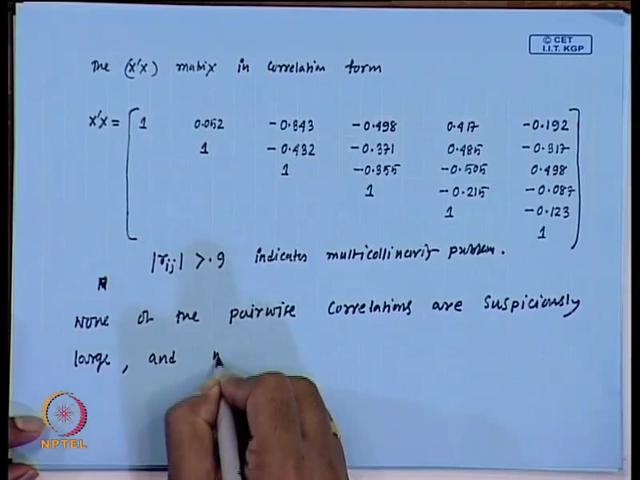 © CET
I.I.T. KGP
The (X'X) matrix in correlation form
X'X = 1 0.052 -0.343 -0.498 0.417 -0.192
1 -0.432 -0.371 0.485 -0.317
1 -0.355 -0.505 0.498
1 -0.215 -0.087
1 -0.123
1
|rij| > .9 indicates multicollinearity problem.
None of the pairwise correlations are suspiciously
large, and
NPTEL